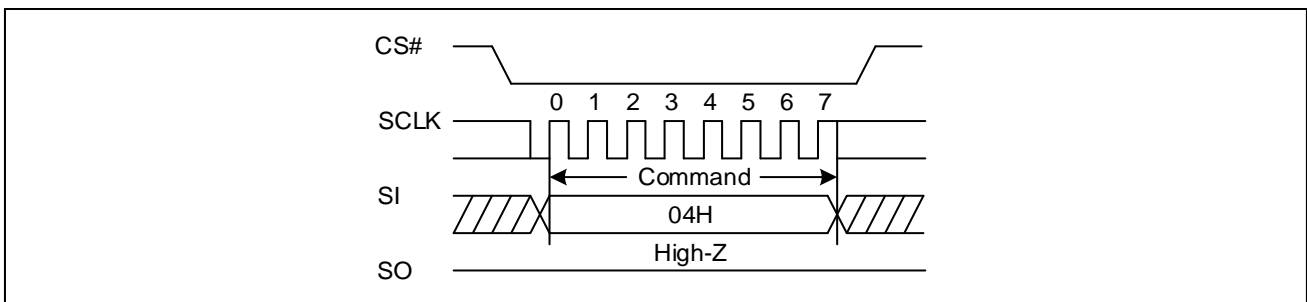 CS#
0 1 2 3 4 5 6 7
SCLK
Command
SI
04H
High-Z
SO